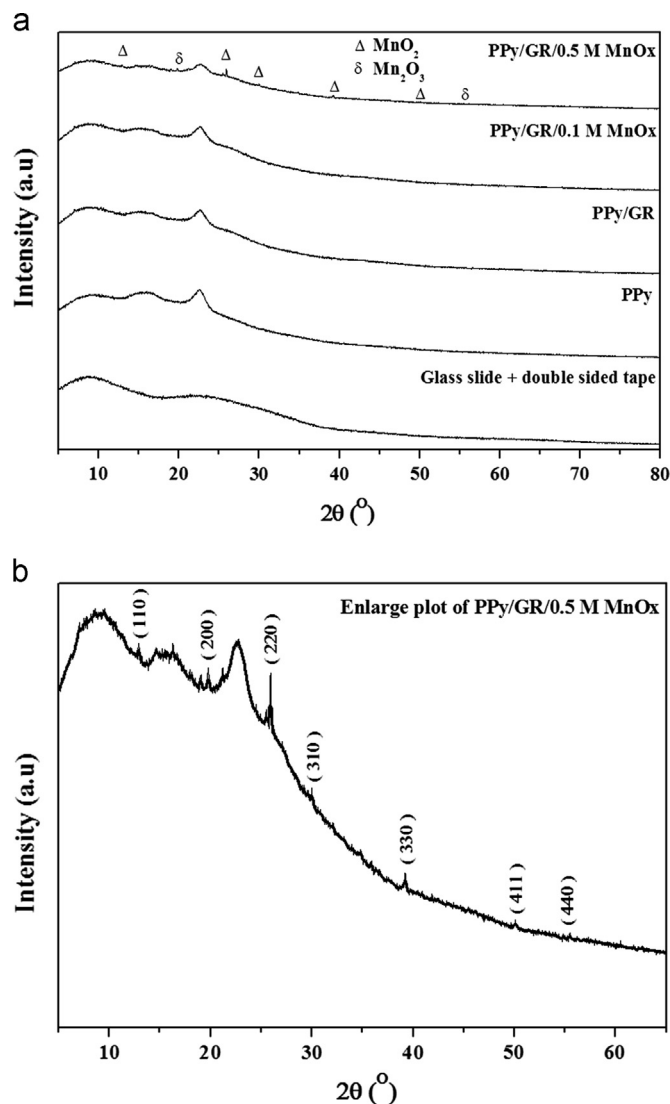 a
Δ Δ Δ MnO₂ PPy/GR/0.5 M MnOx
δ Δ δ Mn₂O₃ Δ Δ δ
PPy/GR/0.1 M MnOx
PPy/GR
PPy
Glass slide + double sided tape
Intensity (a.u)
10 20 30 40 50 60 70 80
2θ (°)
b
Enlarge plot of PPy/GR/0.5 M MnOx
(110)
(200)
(220)
(310)
(330)
(411)
(440)
Intensity (a.u)
10 20 30 40 50 60
2θ (°)